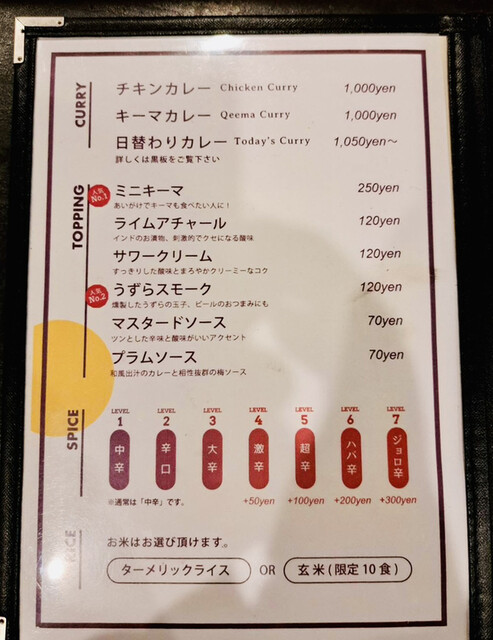 CURRY
チキンカレー Chicken Curry 1,000yen
キーマカレー Qeema Curry 1,000yen
日替わりカレー Today's Curry 1,050yen～
詳しくは黒板をご覧下さい
TOPPING
人気 No.1
ミニキーマ 250yen
あいがけでキーマも食べたい人に！
ライムアチャール 120yen
インドのお漬物、刺激的でクセになる酸味
サワークリーム 120yen
すっきりした酸味とまろやかクリーミーなコク
人気 No.2
うずらスモーク 120yen
燻製したうずらの玉子、ビールのおつまみにも
マスタードソース 70yen
ツンとした辛味と酸味がいいアクセント
プラムソース 70yen
和風出汁のカレーと相性抜群の梅ソース
SPICE
LEVEL 1 中辛
LEVEL 2 辛口
LEVEL 3 大辛
LEVEL 4 激辛 +50yen
LEVEL 5 超辛 +100yen
LEVEL 6 ハバ辛 +200yen
LEVEL 7 ジョロ辛 +300yen
※通常は「中辛」です。
RICE
お米はお選び頂けます。
ターメリックライス OR 玄米(限定10食)